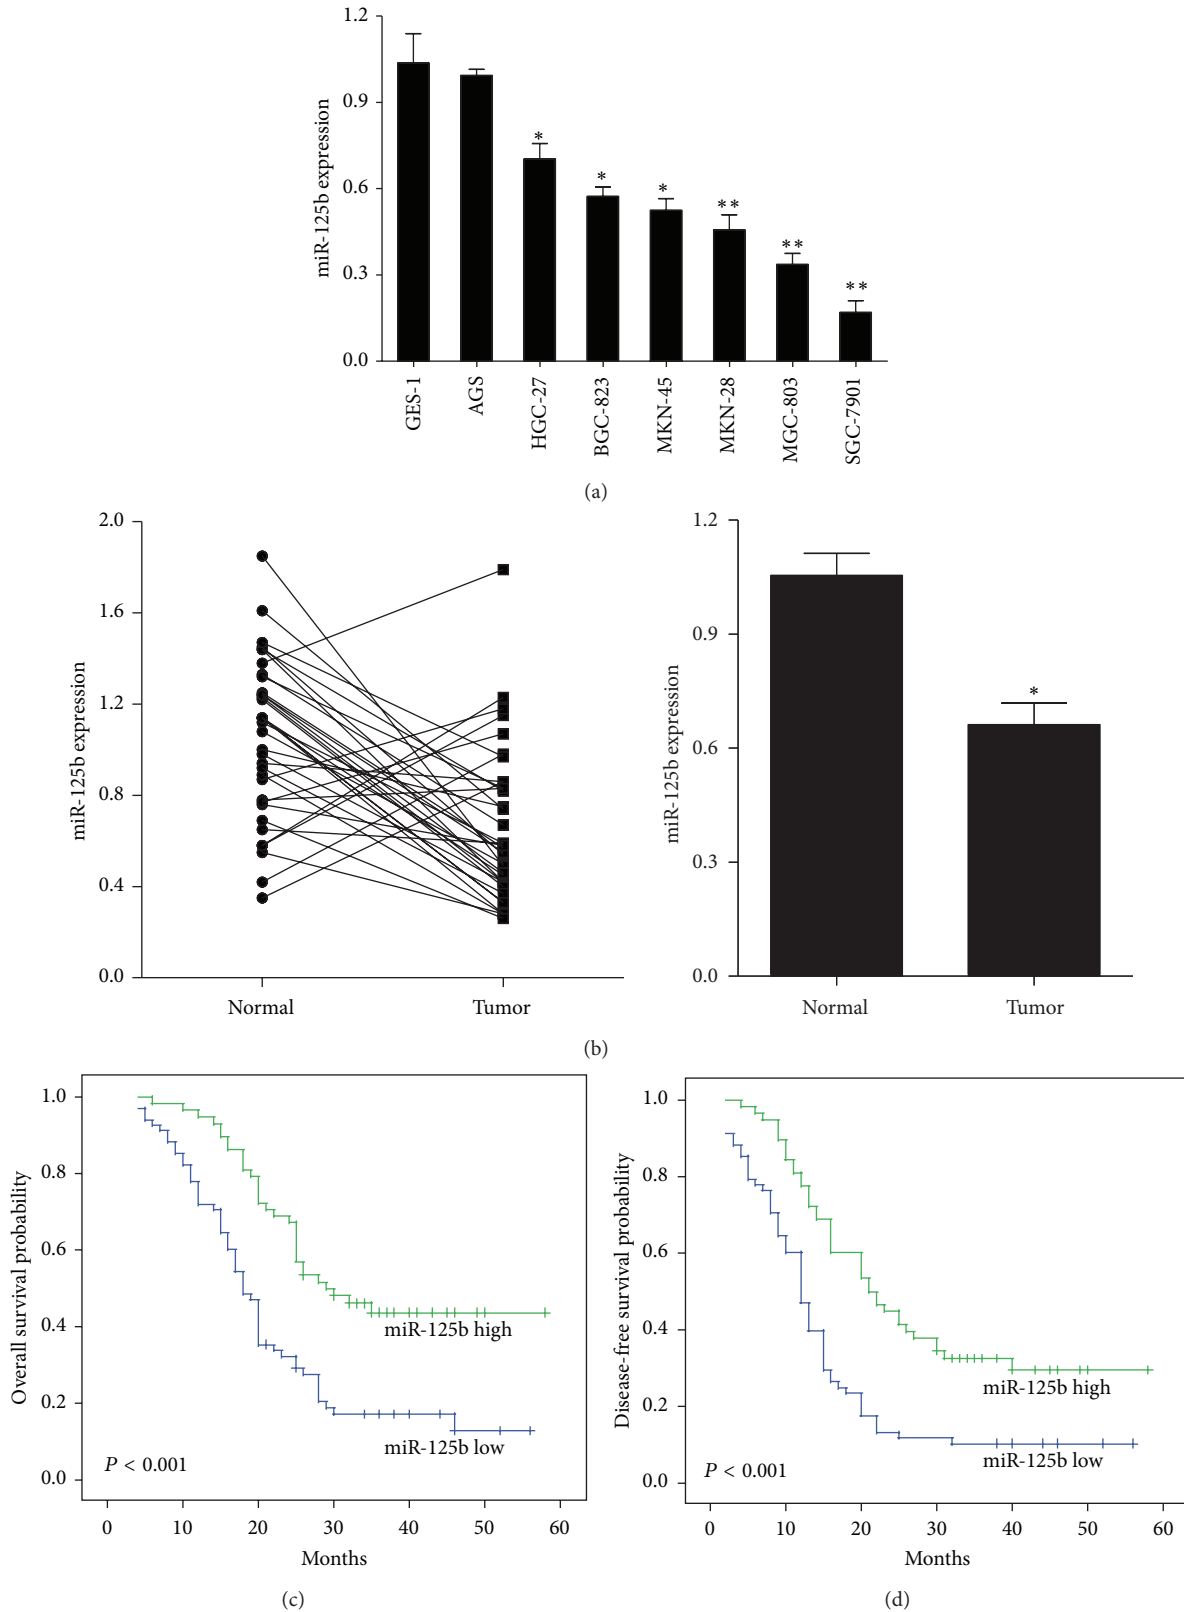 1.2
0.9
0.6
0.3
0.0
miR-125b expression
*
*
*
**
**
**
GES-1
AGS
HGC-27
BGC-823
MKN-45
MKN-28
MGC-803
SGC-7901
(a)
2.0
1.6
1.2
0.8
0.4
0.0
miR-125b expression
Normal
Tumor
1.2
0.9
0.6
0.3
0.0
miR-125b expression
*
Normal
Tumor
(b)
1.0
0.8
0.6
0.4
0.2
0.0
Overall survival probability
miR-125b high
miR-125b low
P < 0.001
0 10 20 30 40 50 60
Months
(c)
1.0
0.8
0.6
0.4
0.2
0.0
Disease-free survival probability
miR-125b high
miR-125b low
P < 0.001
0 10 20 30 40 50 60
Months
(d)